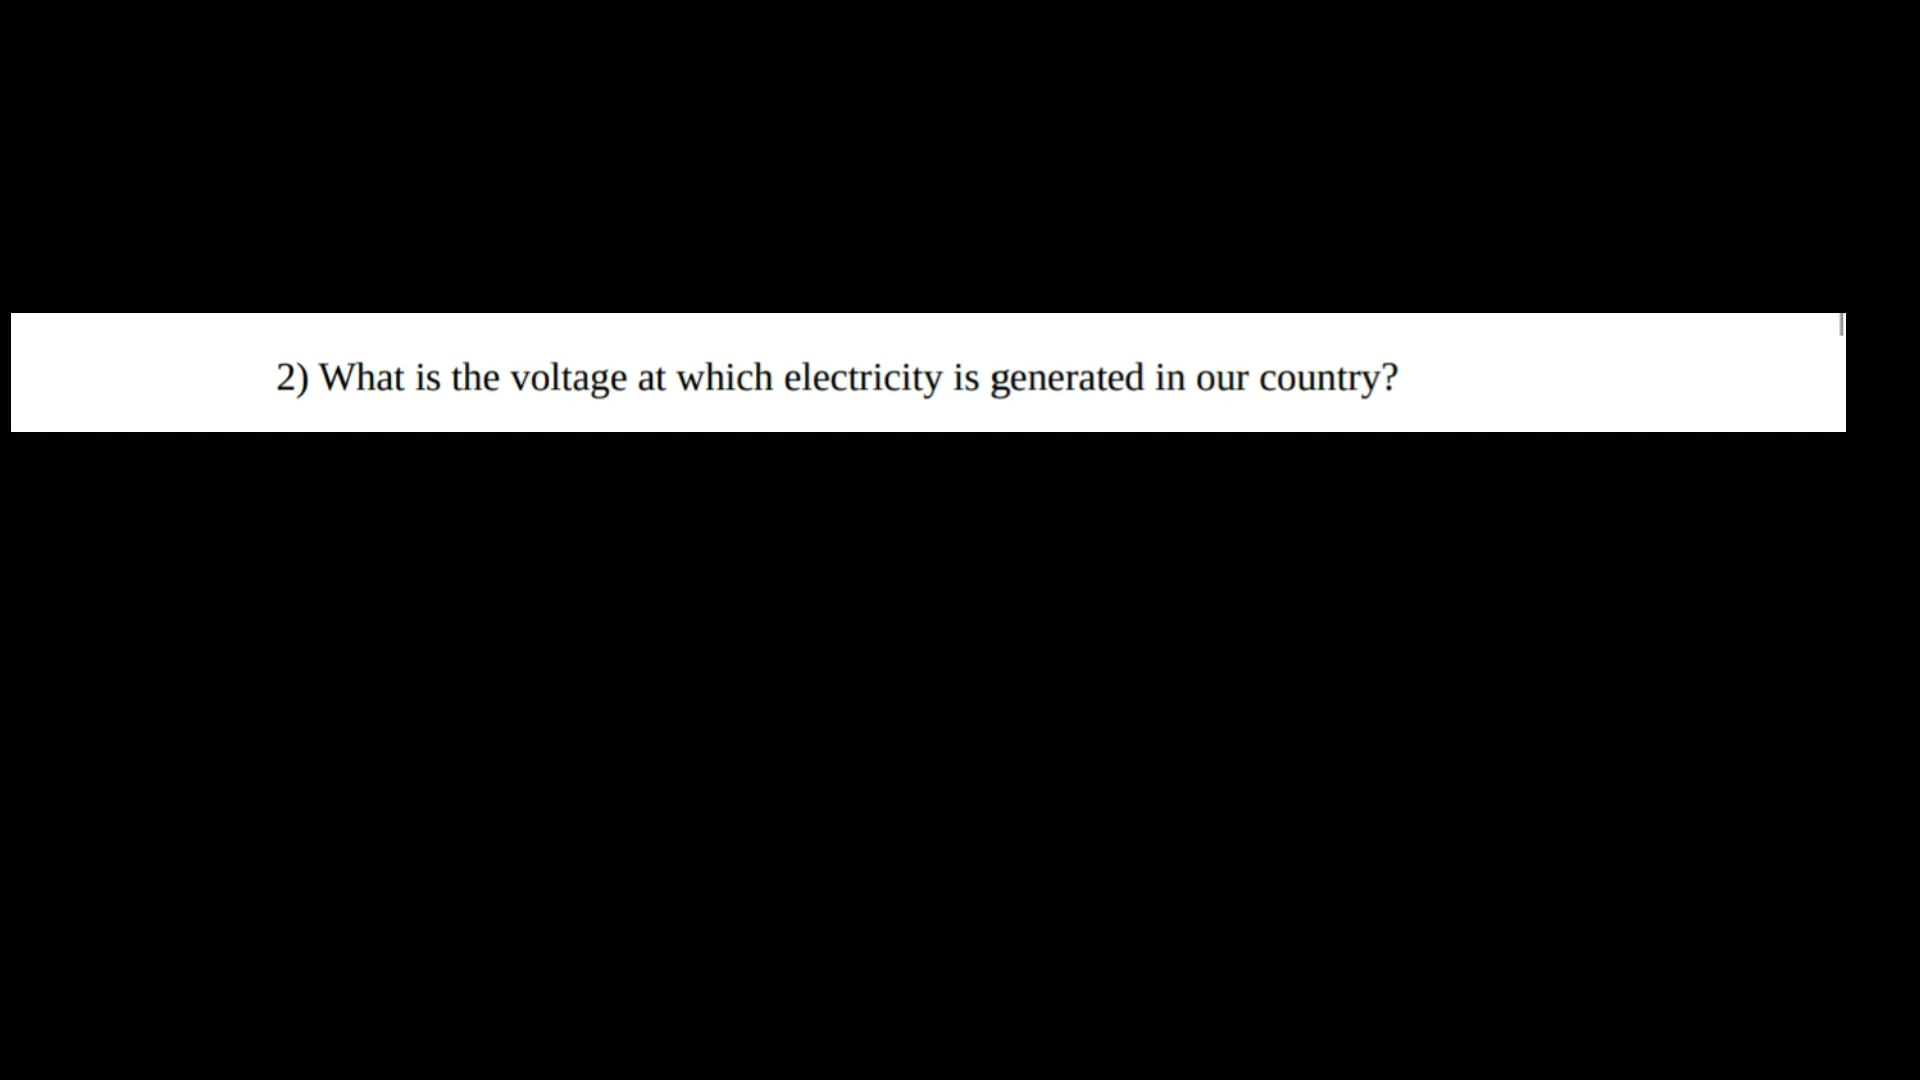 2) What is the voltage at which electricity is generated in our country?